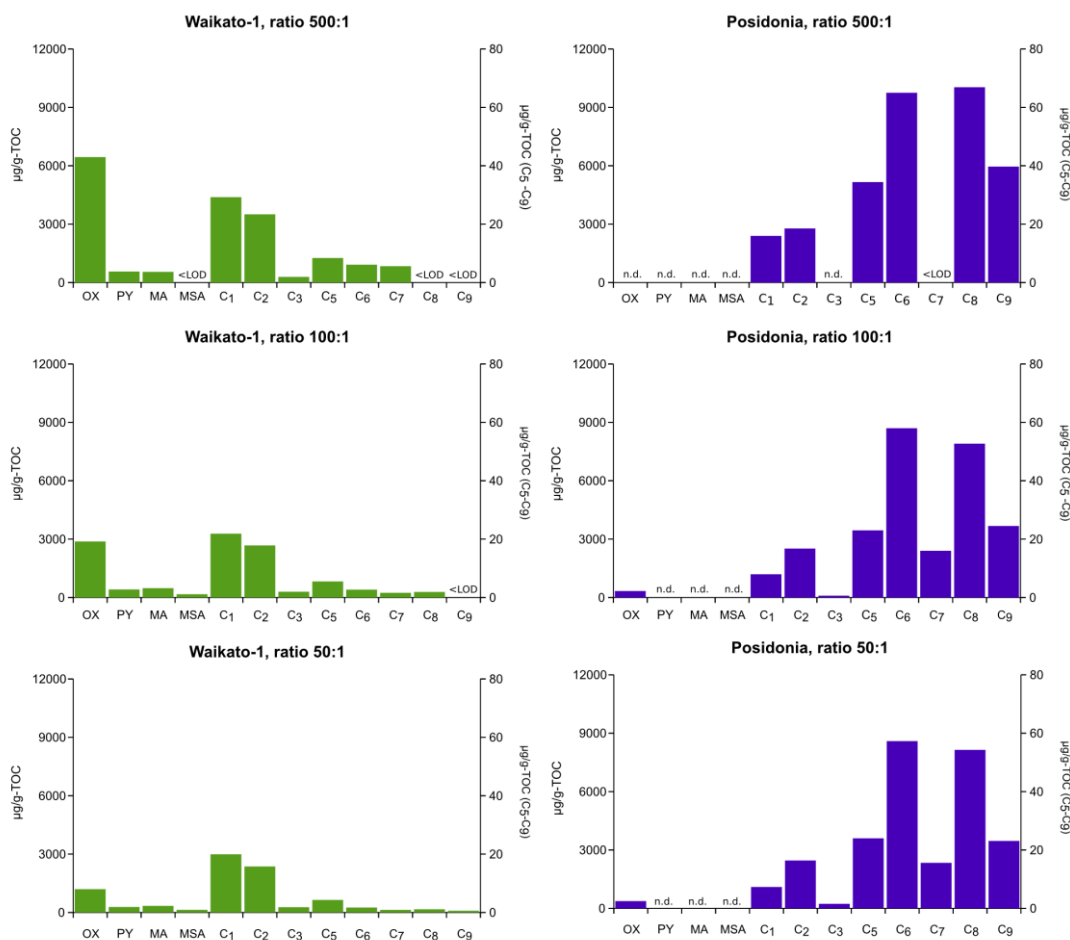 Waikato-1, ratio 500:1
12000
9000
6000
3000
0
µg/g-TOC
80
60
40
20
0
µg/g-TOC (C5 -C9)
<LOD <LOD <LOD
OX PY MA MSA C1 C2 C3 C5 C6 C7 C8 C9
Posidonia, ratio 500:1
12000
9000
6000
3000
0
µg/g-TOC
80
60
40
20
0
µg/g-TOC (C5-C9)
n.d. n.d. n.d. n.d. n.d. <LOD
OX PY MA MSA C1 C2 C3 C5 C6 C7 C8 C9
Waikato-1, ratio 100:1
12000
9000
6000
3000
0
µg/g-TOC
80
60
40
20
0
µg/g-TOC (C5-C9)
<LOD
OX PY MA MSA C1 C2 C3 C5 C6 C7 C8 C9
Posidonia, ratio 100:1
12000
9000
6000
3000
0
µg/g-TOC
80
60
40
20
0
µg/g-TOC (C5 -C9)
n.d. n.d. n.d.
OX PY MA MSA C1 C2 C3 C5 C6 C7 C8 C9
Waikato-1, ratio 50:1
12000
9000
6000
3000
0
µg/g-TOC
80
60
40
20
0
µg/g-TOC (C5-C9)
OX PY MA MSA C1 C2 C3 C5 C6 C7 C8 C9
Posidonia, ratio 50:1
12000
9000
6000
3000
0
µg/g-TOC
80
60
40
20
0
µg/g-TOC (C5-C9)
n.d. n.d. n.d.
OX PY MA MSA C1 C2 C3 C5 C6 C7 C8 C9